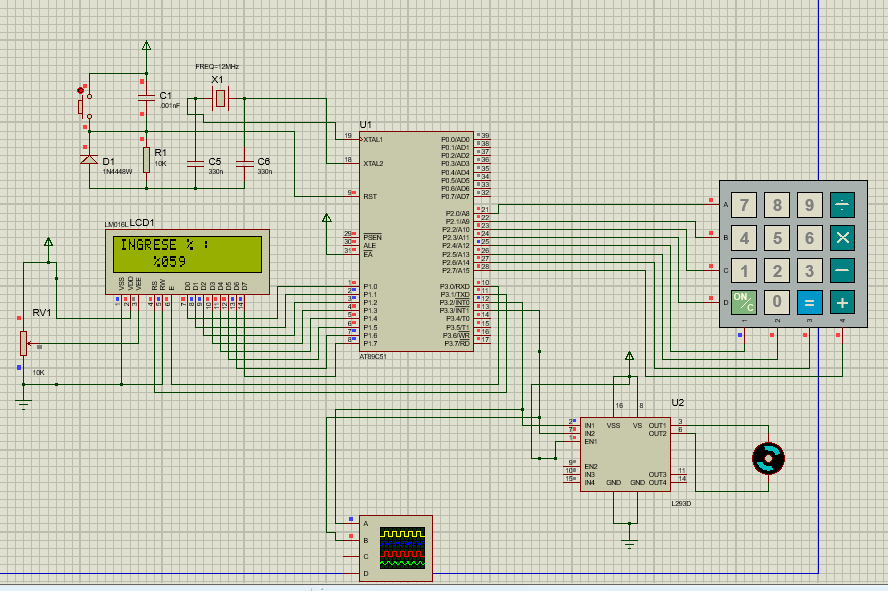 FREQ=12MHz
X1
C1
.001nF
U1
D1
1N4448W
R1
10K
C5
330n
C6
330n
19 XTAL1
18 XTAL2
9 RST
29 PSEN
30 ALE
31 EA
1 P1.0
2 P1.1
3 P1.2
4 P1.3
5 P1.4
6 P1.5
7 P1.6
8 P1.7
P0.0/AD0 39
P0.1/AD1 38
P0.2/AD2 37
P0.3/AD3 36
P0.4/AD4 35
P0.5/AD5 34
P0.6/AD6 33
P0.7/AD7 32
P2.0/A8 21
P2.1/A9 22
P2.2/A10 23
P2.3/A11 24
P2.4/A12 25
P2.5/A13 26
P2.6/A14 27
P2.7/A15 28
P3.0/RXD 10
P3.1/TXD 11
P3.2/INT0 12
P3.3/INT1 13
P3.4/T0 14
P3.5/T1 15
P3.6/WR 16
P3.7/RD 17
AT89C51
LM016L LCD1
INGRESE % :
%059
VSS VDD VEE RS RW E D0 D1 D2 D3 D4 D5 D6 D7
1 2 3 4 5 6 7 8 9 10 11 12 13 14
RV1
10K
A 7 8 9 ÷
B 4 5 6 ×
C 1 2 3 −
D ON/C 0 = +
1 2 3 4
U2
16 8
2 IN1
7 IN2
1 EN1
9 EN2
10 IN3
15 IN4
VSS VS
OUT1 3
OUT2 6
OUT3 11
OUT4 14
GND GND
L293D
A
B
C
D